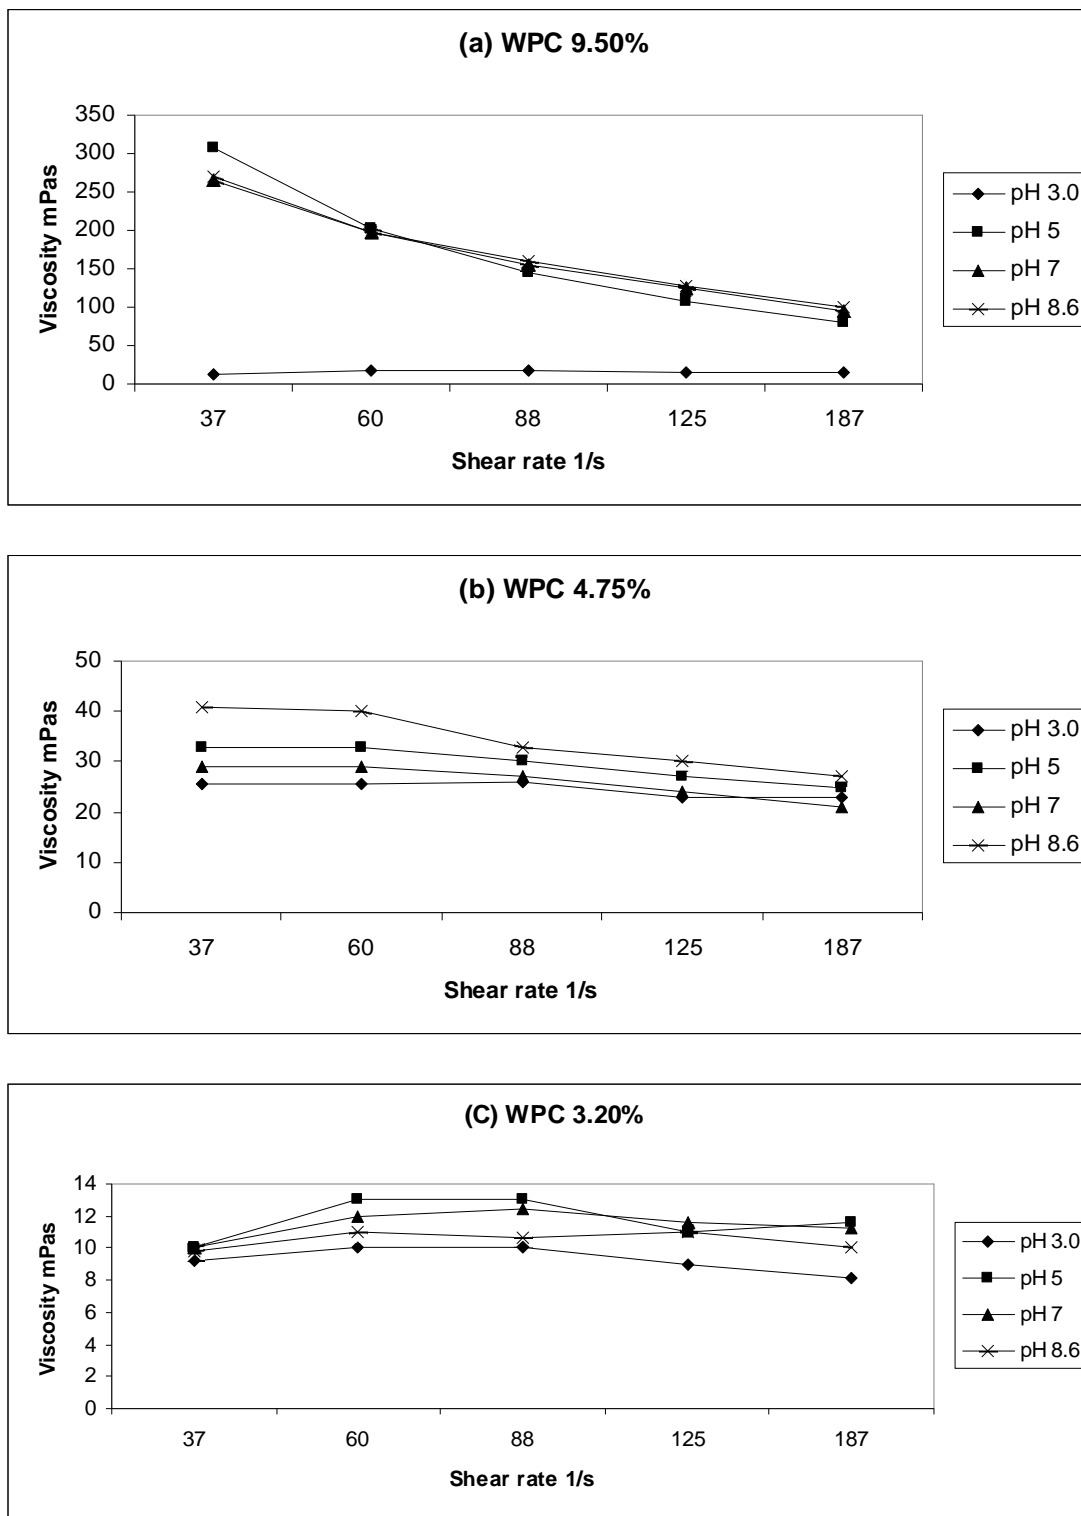 (a) WPC 9.50%
350
300
250
200
150
100
50
0
Viscosity mPas
37 60 88 125 187
Shear rate 1/s
pH 3.0
pH 5
pH 7
pH 8.6
(b) WPC 4.75%
50
40
30
20
10
0
Viscosity mPas
37 60 88 125 187
Shear rate 1/s
pH 3.0
pH 5
pH 7
pH 8.6
(C) WPC 3.20%
14
12
10
8
6
4
2
0
Viscosity mPas
37 60 88 125 187
Shear rate 1/s
pH 3.0
pH 5
pH 7
pH 8.6